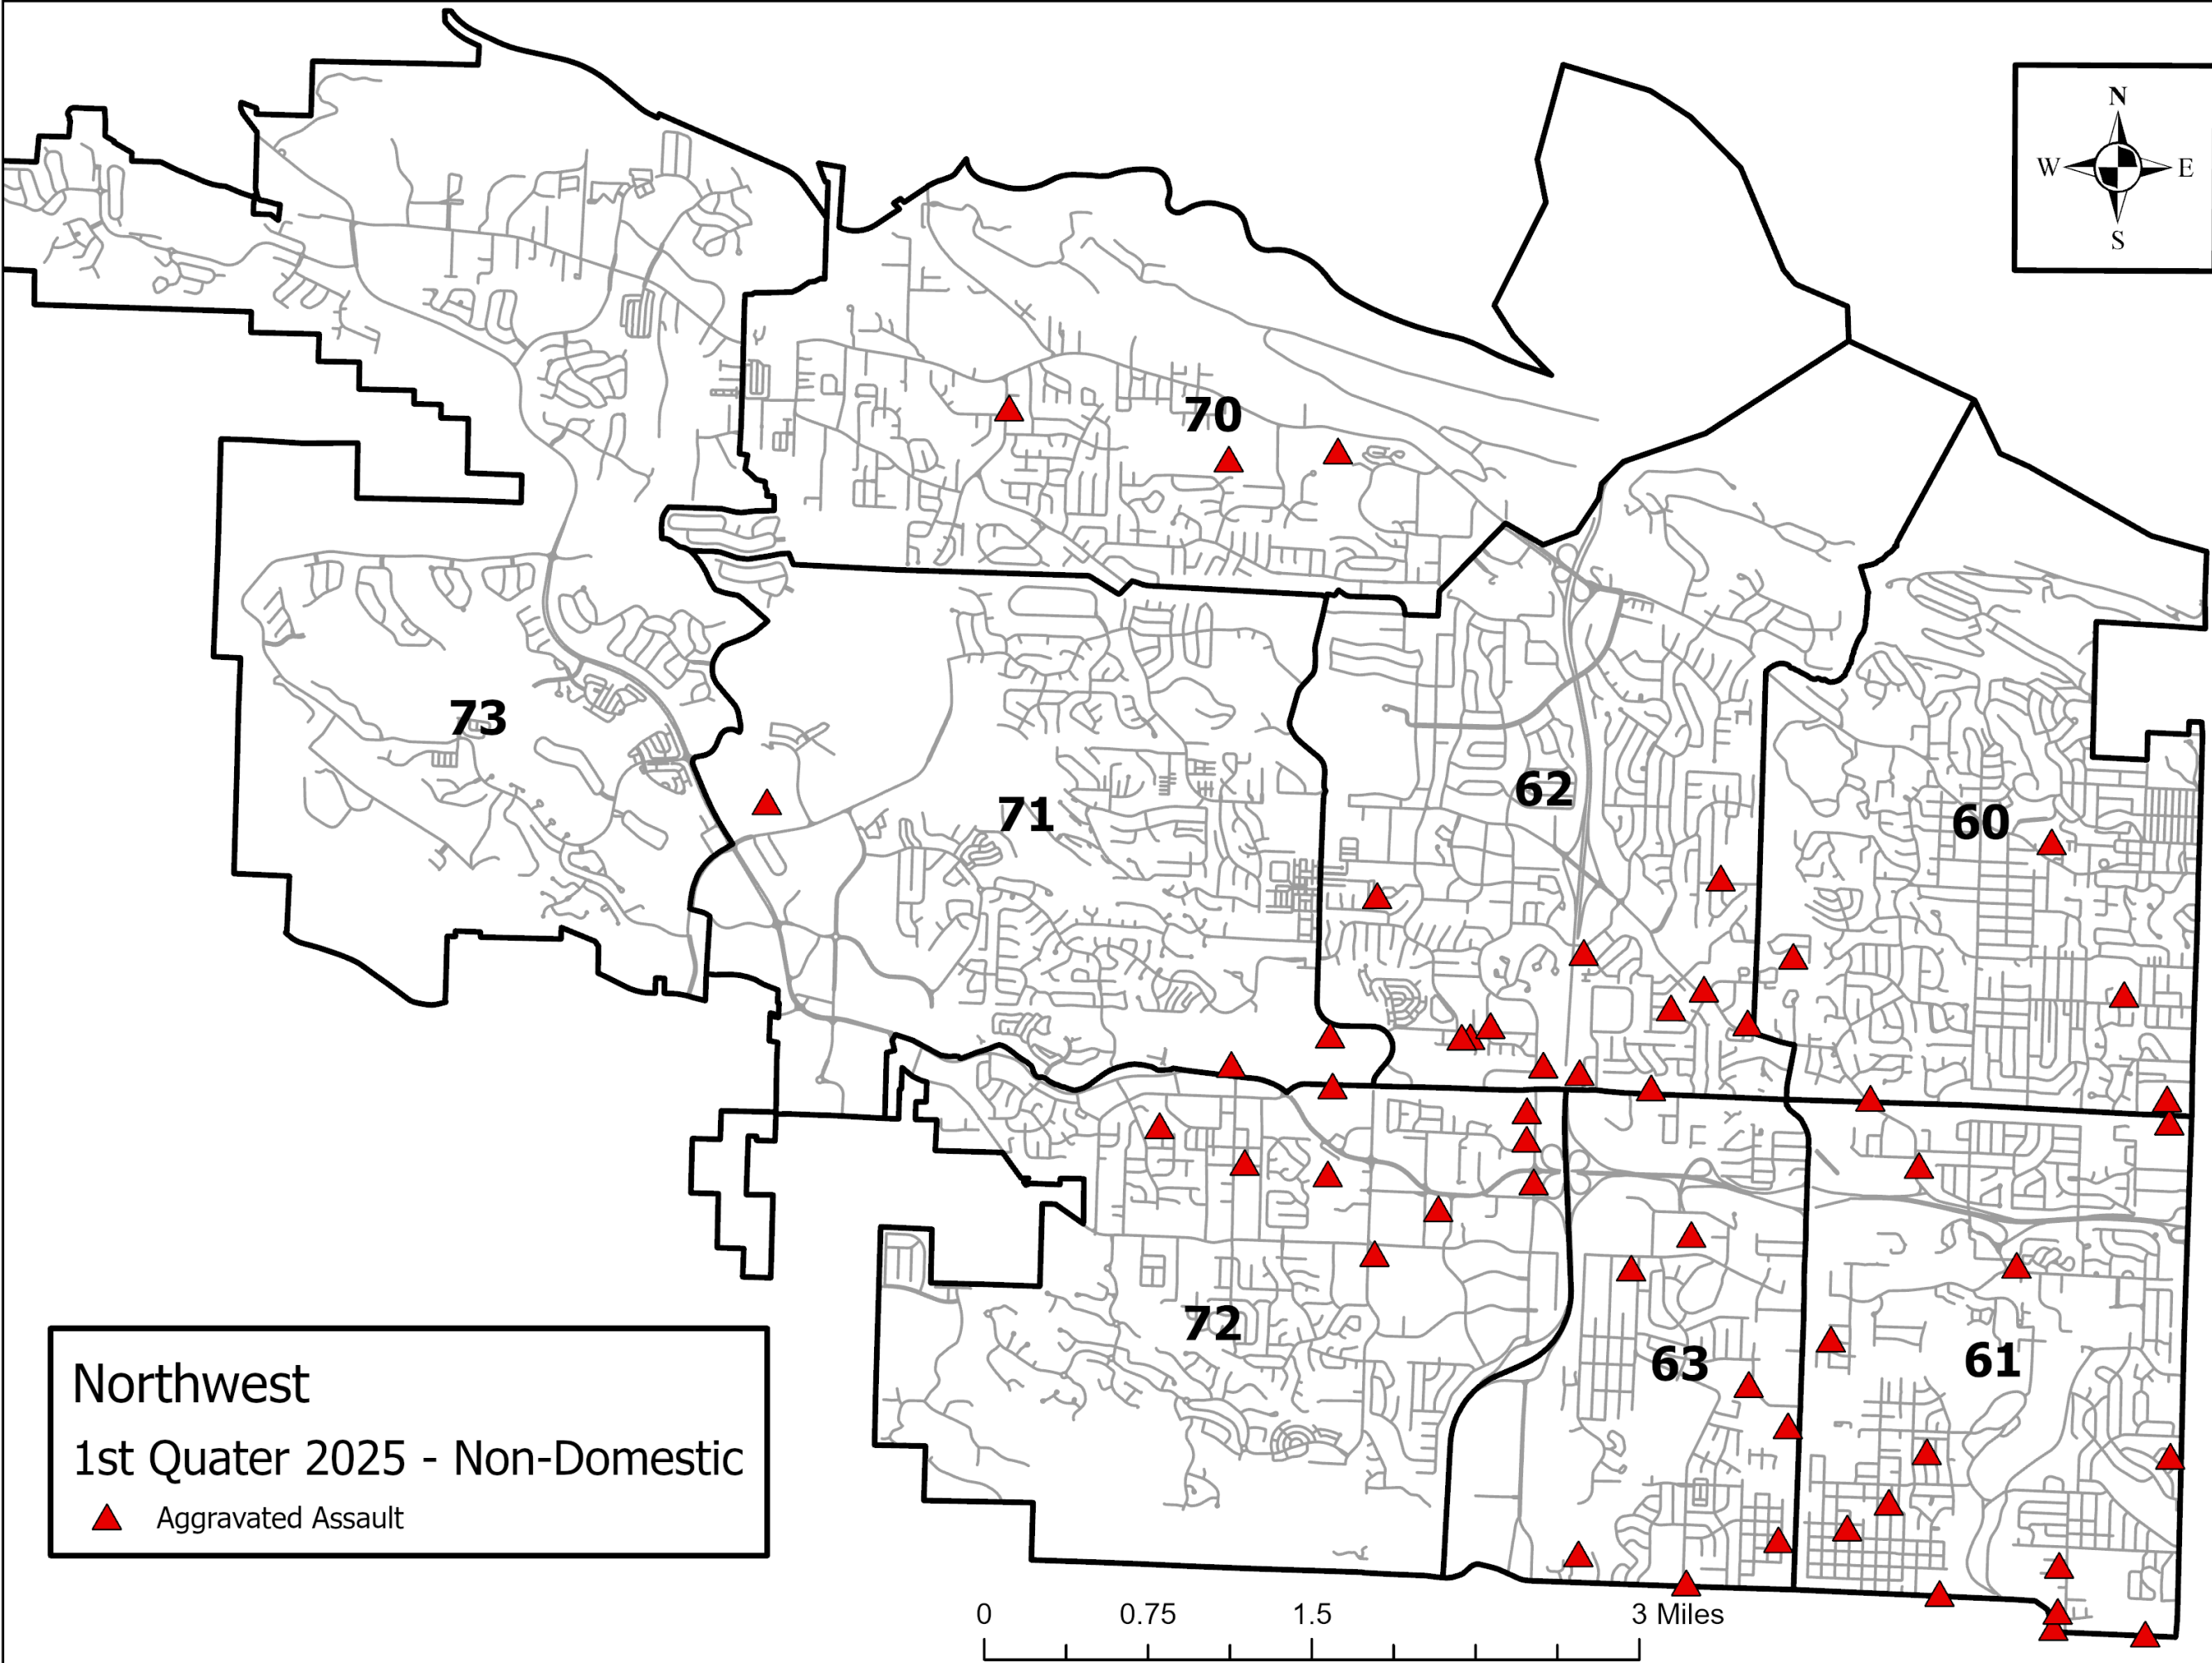 N
W E
S
70
73
62
71
60
72
63
61
Northwest
1st Quater 2025 - Non-Domestic
Aggravated Assault
0 0.75 1.5 3 Miles